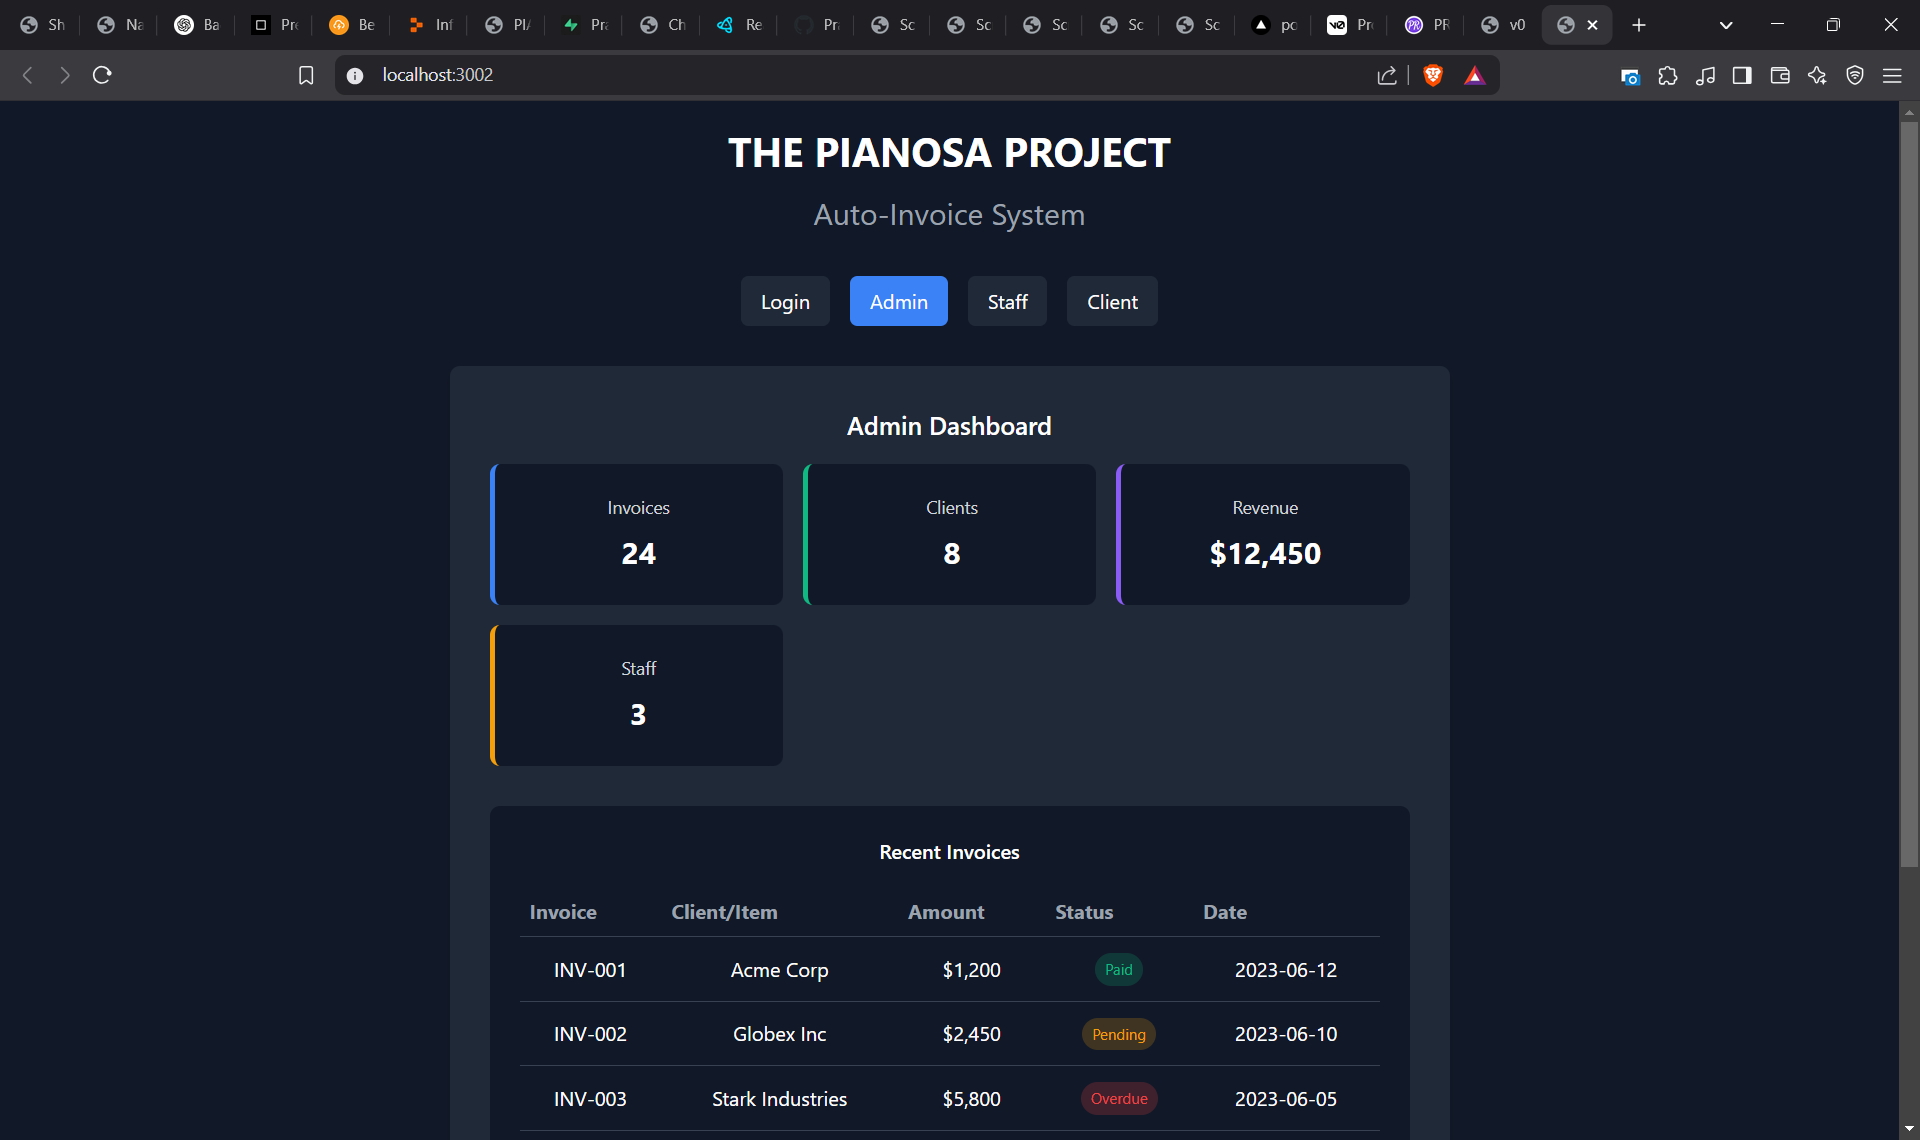 Sh Na Ba Pr Be Inf PI Pra Ch Re Pr Sc Sc Sc Sc Sc po Pr PR v0
localhost:3002
THE PIANOSA PROJECT
Auto-Invoice System
Login Admin Staff Client
Admin Dashboard
Invoices Clients Revenue
24 8 $12,450
Staff
3
Recent Invoices
Invoice Client/Item Amount Status Date
INV-001 Acme Corp $1,200 Paid 2023-06-12
INV-002 Globex Inc $2,450 Pending 2023-06-10
INV-003 Stark Industries $5,800 Overdue 2023-06-05